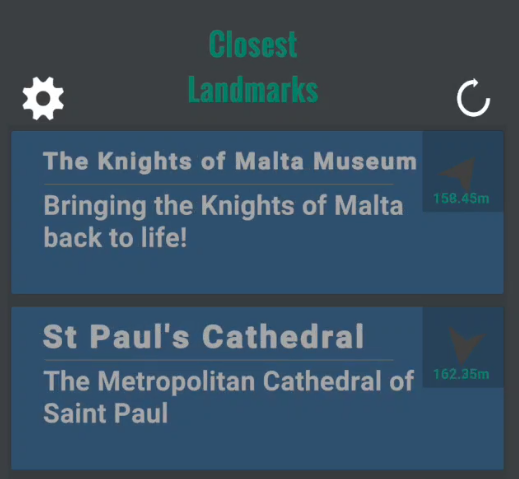 Closest
Landmarks
The Knights of Malta Museum
158.45m
Bringing the Knights of Malta
back to life!
St Paul's Cathedral
162.35m
The Metropolitan Cathedral of
Saint Paul